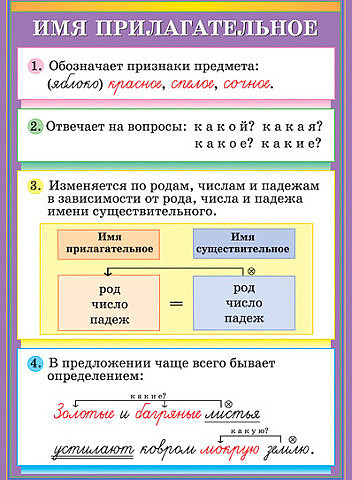 ИМЯ ПРИЛАГАТЕЛЬНОЕ
1. Обозначает признаки предмета:
(яблоко) красное, спелое, сочное.
2. Отвечает на вопросы: какой? какая?
какое? какие?
3. Изменяется по родам, числам и падежам
в зависимости от рода, числа и падежа
имени существительного.
Имя прилагательное
Имя существительное
род
число
падеж
=
род
число
падеж
4. В предложении чаще всего бывает
определением:
какие?
Золотые и багряные листья
какую?
устилают ковром мокрую землю.